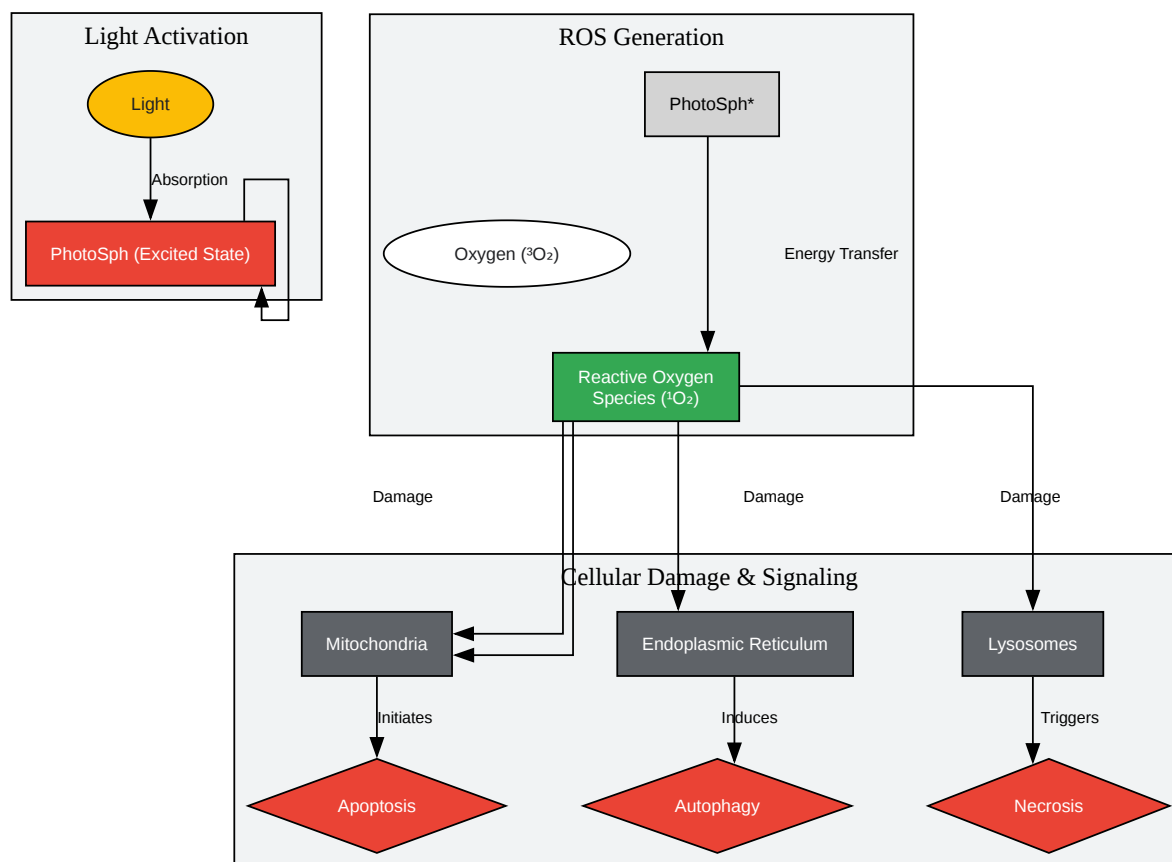 Light Activation
Light
Absorption
PhotoSph (Excited State)
ROS Generation
PhotoSph*
Oxygen (³O₂)
Energy Transfer
Reactive Oxygen
Species (¹O₂)
Damage
Damage
Damage
Cellular Damage & Signaling
Mitochondria
Endoplasmic Reticulum
Lysosomes
Initiates
Induces
Triggers
Apoptosis
Autophagy
Necrosis